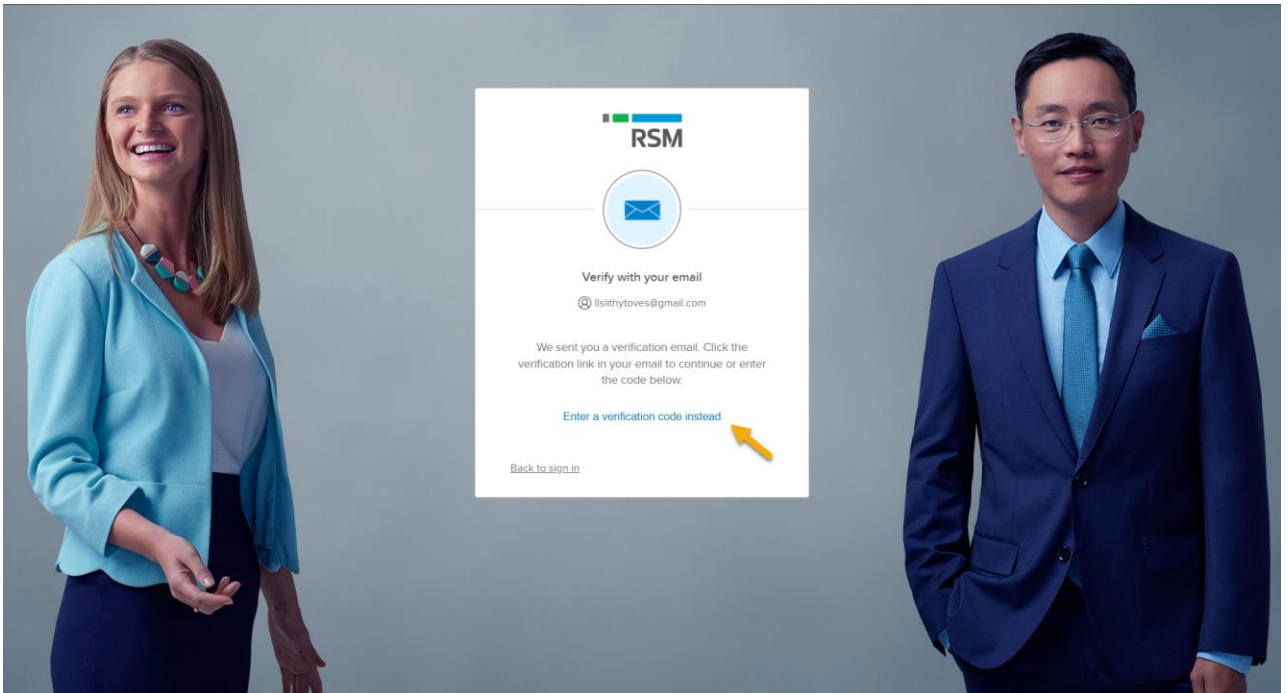 RSM
Verify with your email
llslithytoves@gmail.com
We sent you a verification email. Click the
verification link in your email to continue or enter
the code below.
Enter a verification code instead
Back to sign in